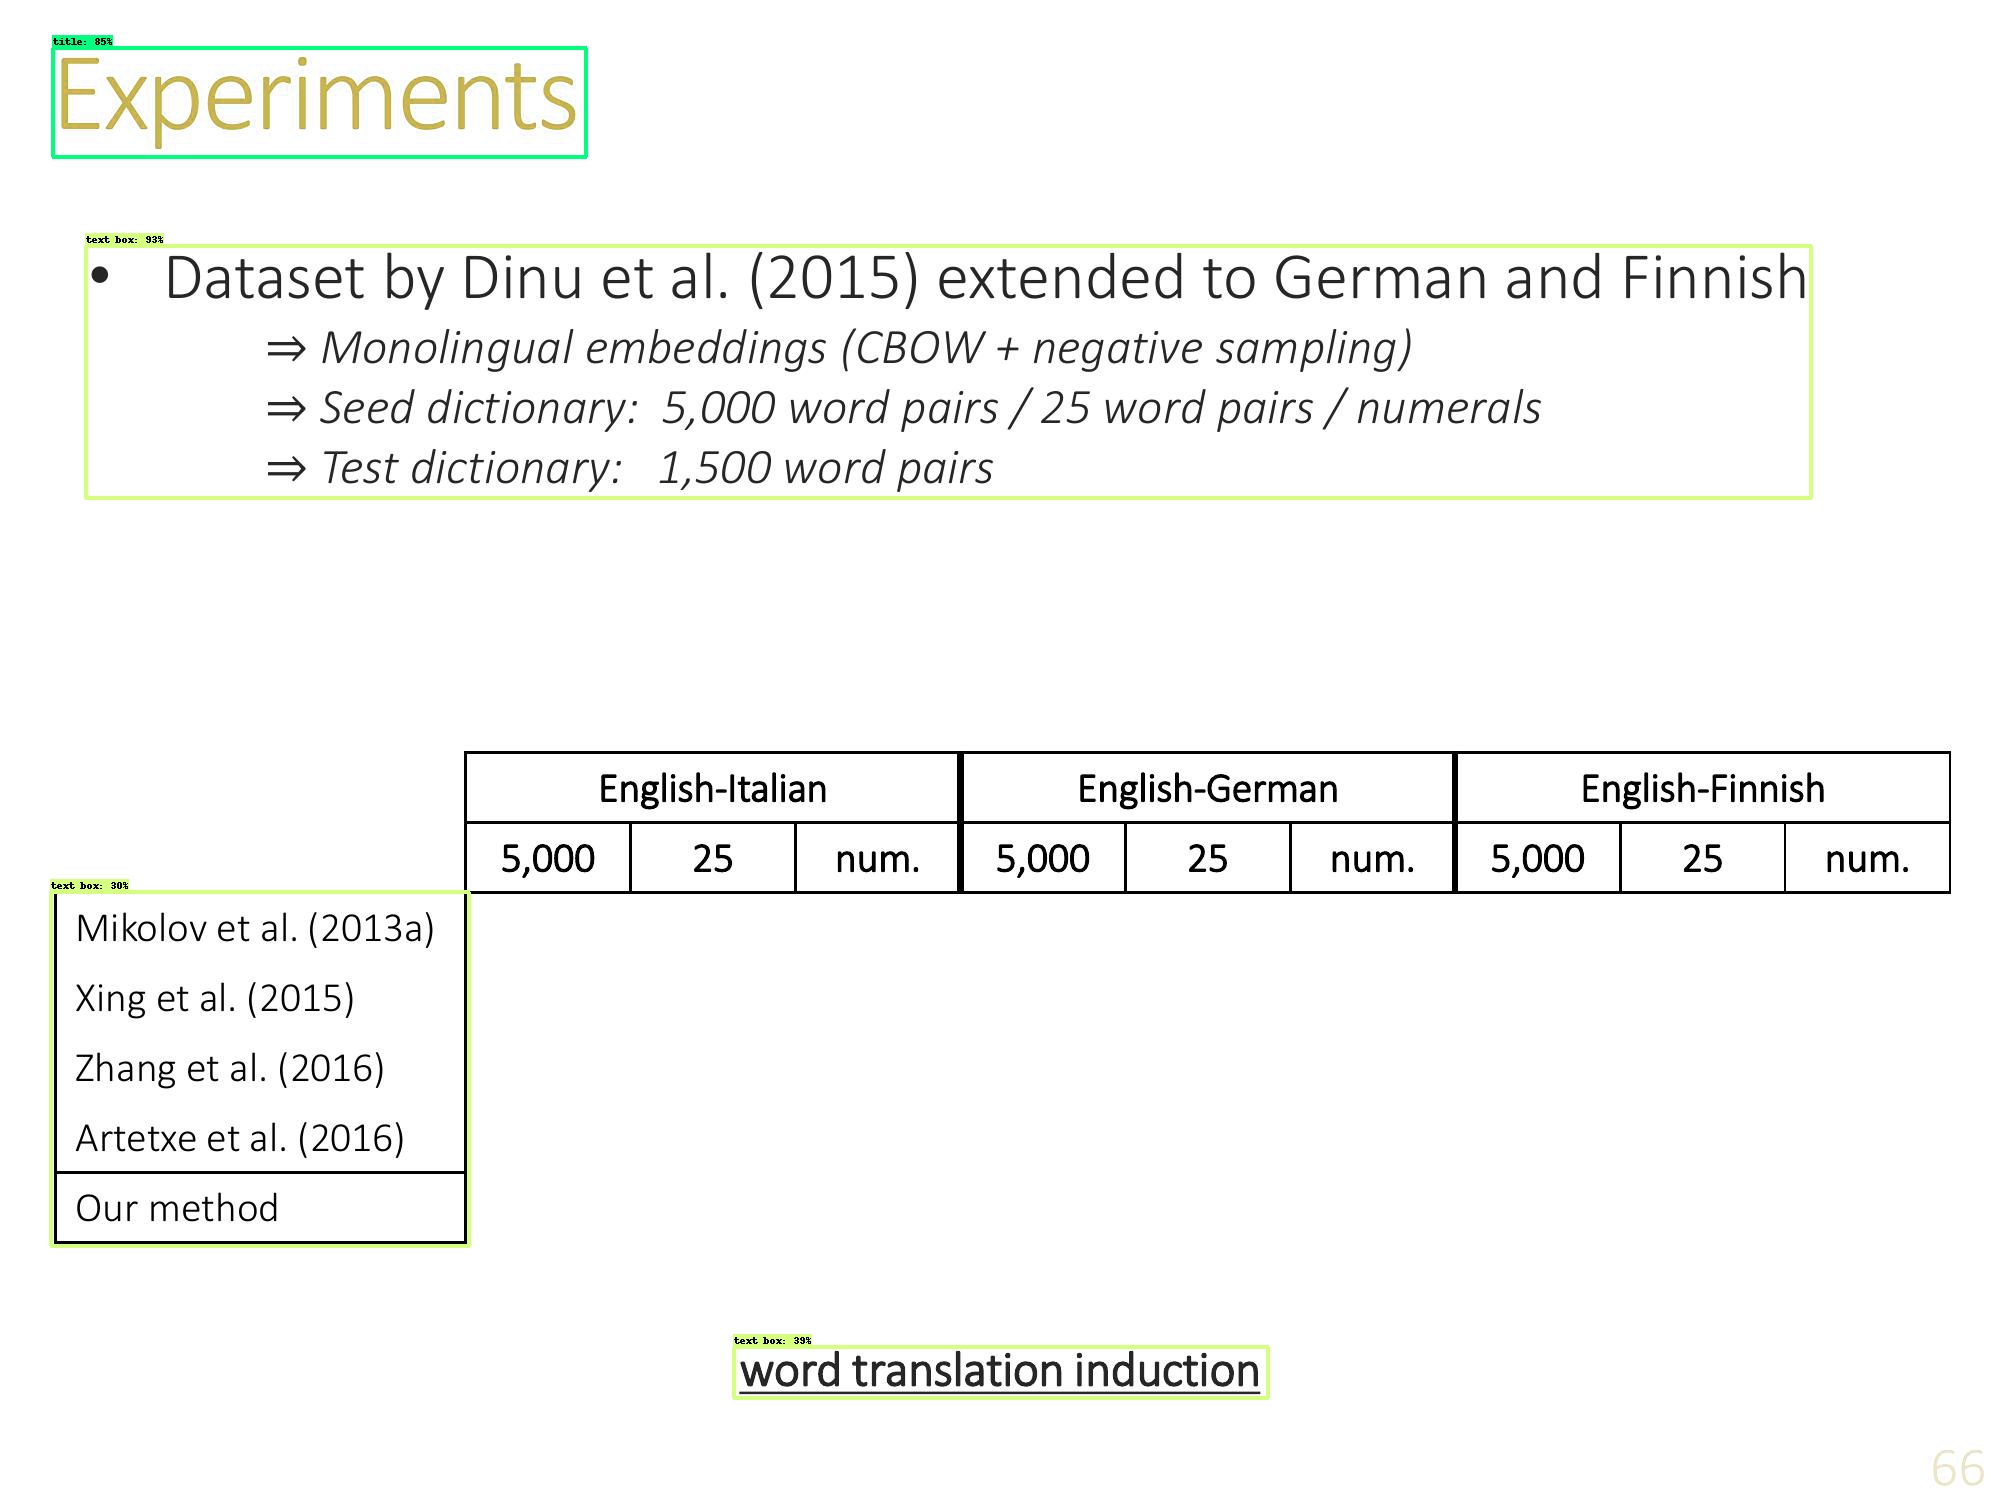 title: 85%
Experiments
text box: 93%
• Dataset by Dinu et al. (2015) extended to German and Finnish
⇒ Monolingual embeddings (CBOW + negative sampling)
⇒ Seed dictionary: 5,000 word pairs / 25 word pairs / numerals
⇒ Test dictionary: 1,500 word pairs
English-Italian English-German English-Finnish
5,000 25 num. 5,000 25 num. 5,000 25 num.
text box: 30%
Mikolov et al. (2013a)
Xing et al. (2015)
Zhang et al. (2016)
Artetxe et al. (2016)
Our method
text box: 39%
word translation induction
66